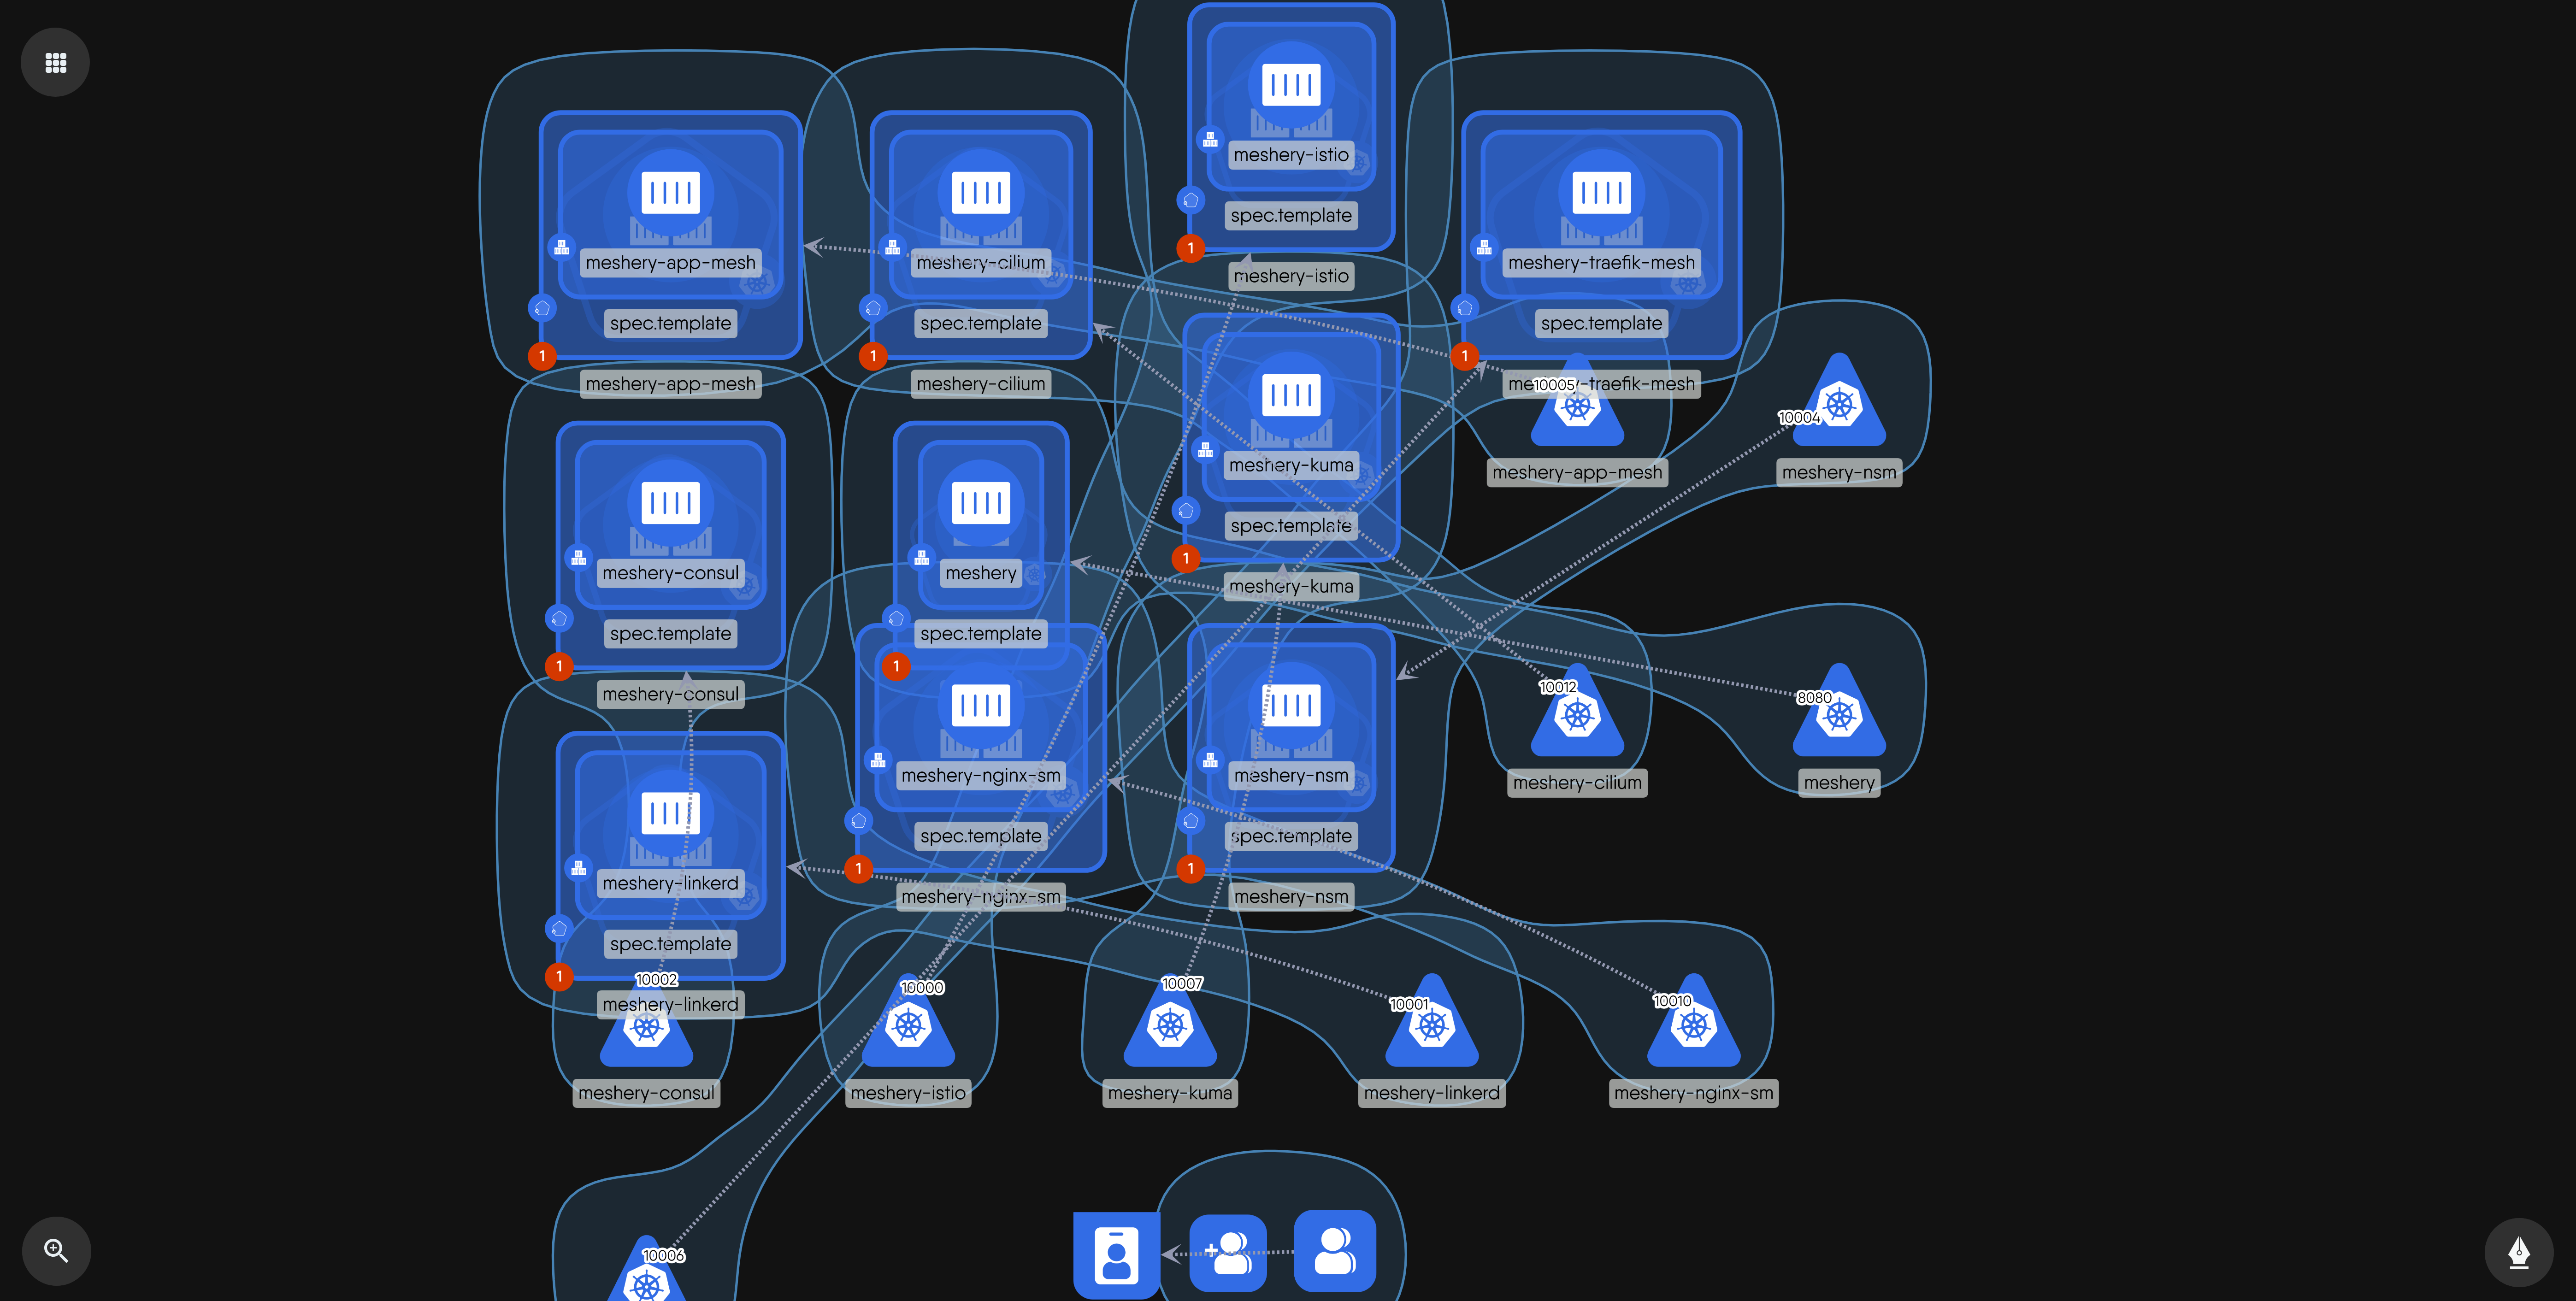 meshery-istio
spec.template
1
meshery-istio
meshery-app-mesh
spec.template
1
meshery-app-mesh
meshery-cilium
spec.template
1
meshery-cilium
meshery-traefik-mesh
spec.template
1
10005
meshery-app-mesh
10004
meshery-nsm
meshery-kuma
spec.template
1
meshery-kuma
meshery-consul
spec.template
1
meshery-consul
meshery
spec.template
1
meshery-nginx-sm
spec.template
1
meshery-nginx-sm
meshery-nsm
spec.template
1
meshery-nsm
10012
meshery-cilium
8080
meshery
meshery-linkerd
spec.template
1
meshery-linkerd
10002
meshery-consul
10000
meshery-istio
10007
meshery-kuma
10001
meshery-linkerd
10010
meshery-nginx-sm
10006